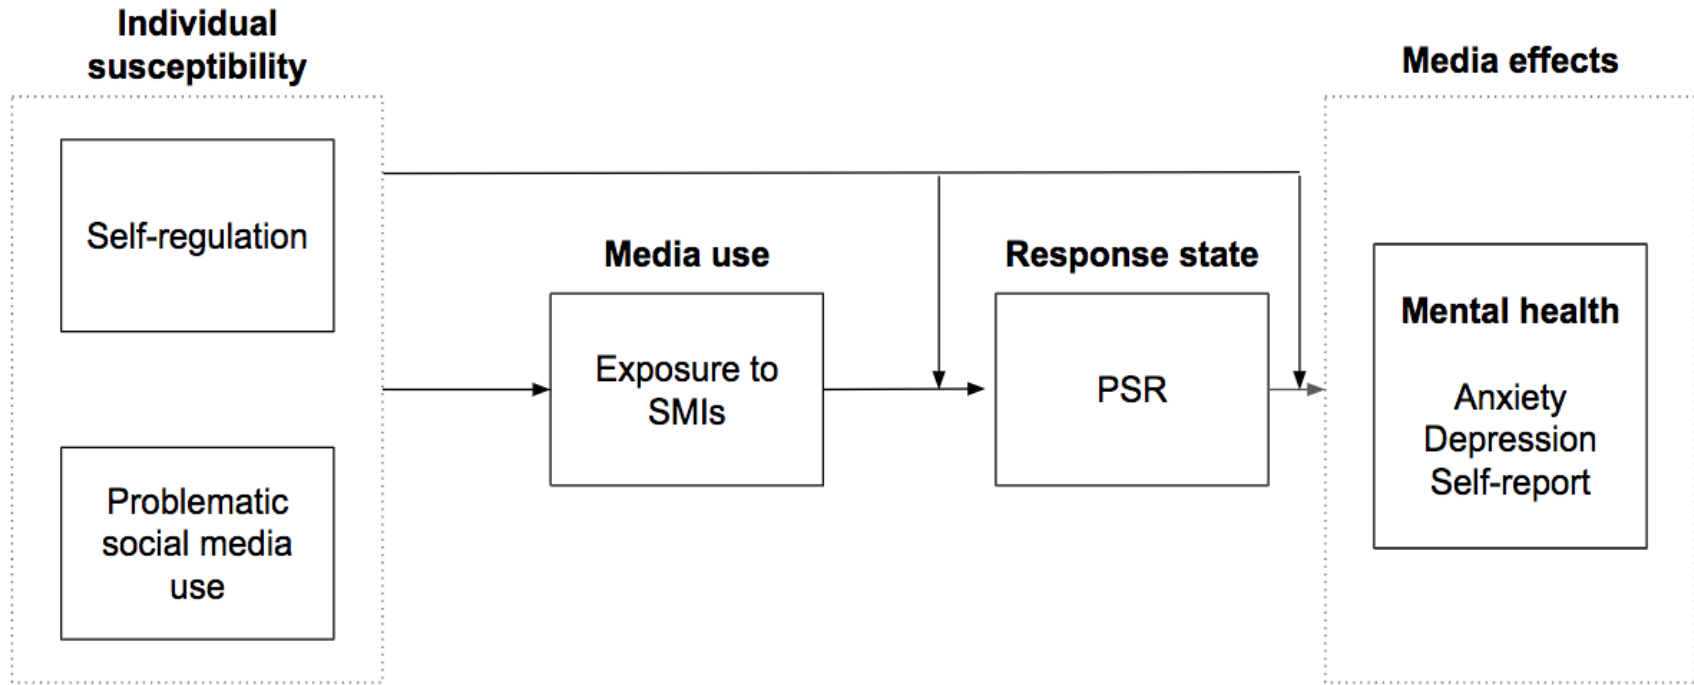 Individual
susceptibility
Self-regulation
Problematic
social media
use
Media use
Exposure to
SMIs
Response state
PSR
Media effects
Mental health
Anxiety
Depression
Self-report